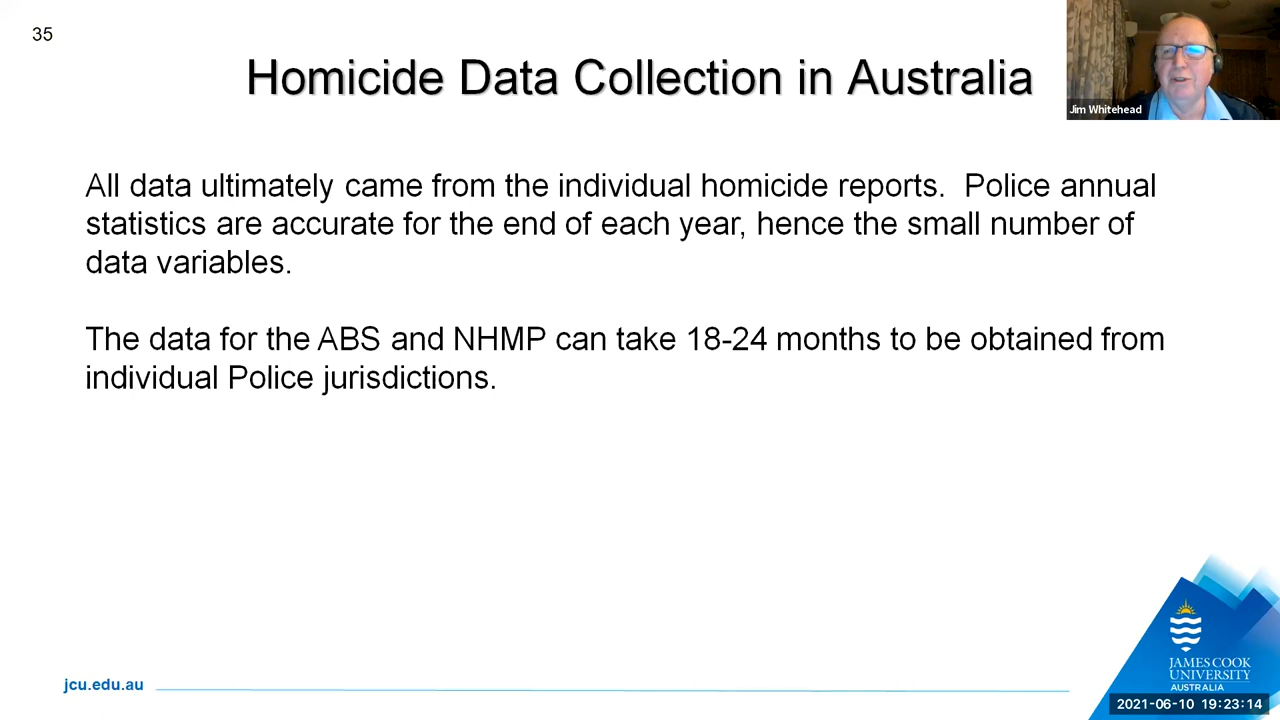 35
Homicide Data Collection in Australia
Jim Whitehead
All data ultimately came from the individual homicide reports.  Police annual
statistics are accurate for the end of each year, hence the small number of
data variables.
The data for the ABS and NHMP can take 18-24 months to be obtained from
individual Police jurisdictions.
jcu.edu.au
JAMES COOK
UNIVERSITY
AUSTRALIA
2021-06-10 19:23:14